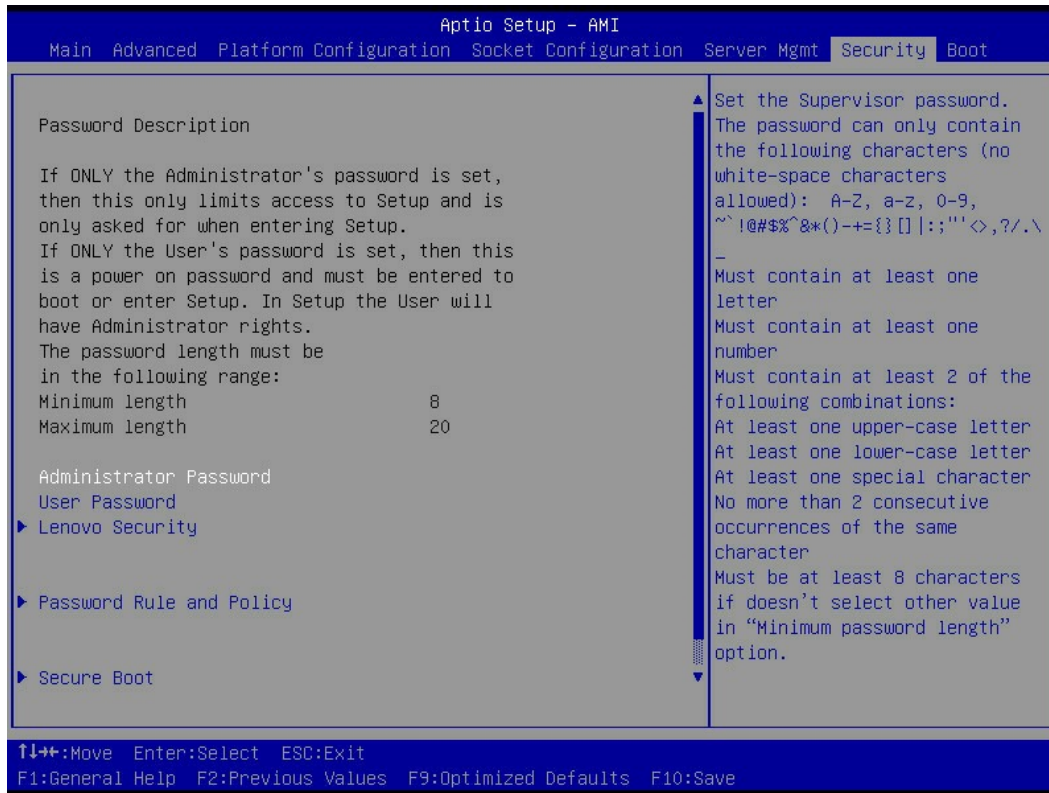 Aptio Setup - AMI
Main Advanced Platform Configuration Socket Configuration Server Mgmt Security Boot
Password Description
If ONLY the Administrator's password is set,
then this only limits access to Setup and is
only asked for when entering Setup.
If ONLY the User's password is set, then this
is a power on password and must be entered to
boot or enter Setup. In Setup the User will
have Administrator rights.
The password length must be
in the following range:
Minimum length 8
Maximum length 20
Administrator Password
User Password
Lenovo Security
Password Rule and Policy
Secure Boot
Set the Supervisor password.
The password can only contain
the following characters (no
white-space characters
allowed): A-Z, a-z, 0-9,
~`!@#$%^&*()-+={}[]|:;"'<>,?/.\
_
Must contain at least one
letter
Must contain at least one
number
Must contain at least 2 of the
following combinations:
At least one upper-case letter
At least one lower-case letter
At least one special character
No more than 2 consecutive
occurrences of the same
character
Must be at least 8 characters
if doesn't select other value
in “Minimum password length”
option.
↑↓→←:Move Enter:Select ESC:Exit
F1:General Help F2:Previous Values F9:Optimized Defaults F10:Save